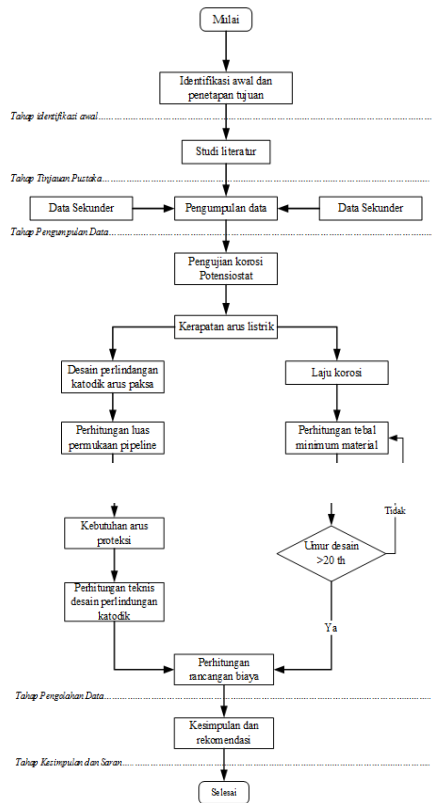 Mulai
Identifikasi awal dan
penetapan tujuan
Tahap identifikasi awal
Studi literatur
Tahap Tinjauan Pustaka
Data Sekunder
Pengumpulan data
Data Sekunder
Tahap Pengumpulan Data
Pengujian korosi
Potensiostat
Kerapatan arus listrik
Desain perlindangan
katodik arus paksa
Laju korosi
Perhitungan luas
permukaan pipeline
Perhitungan tebal
minimum material
Kebutuhan arus
proteksi
Tidak
Umur desain
>20 th
Perhitungan teknis
desain perlindungan
katodik
Ya
Perhitungan
rancangan biaya
Tahap Pengolahan Data
Kesimpulan dan
rekomendasi
Tahap Kesimpulan dan Saran
Selesai